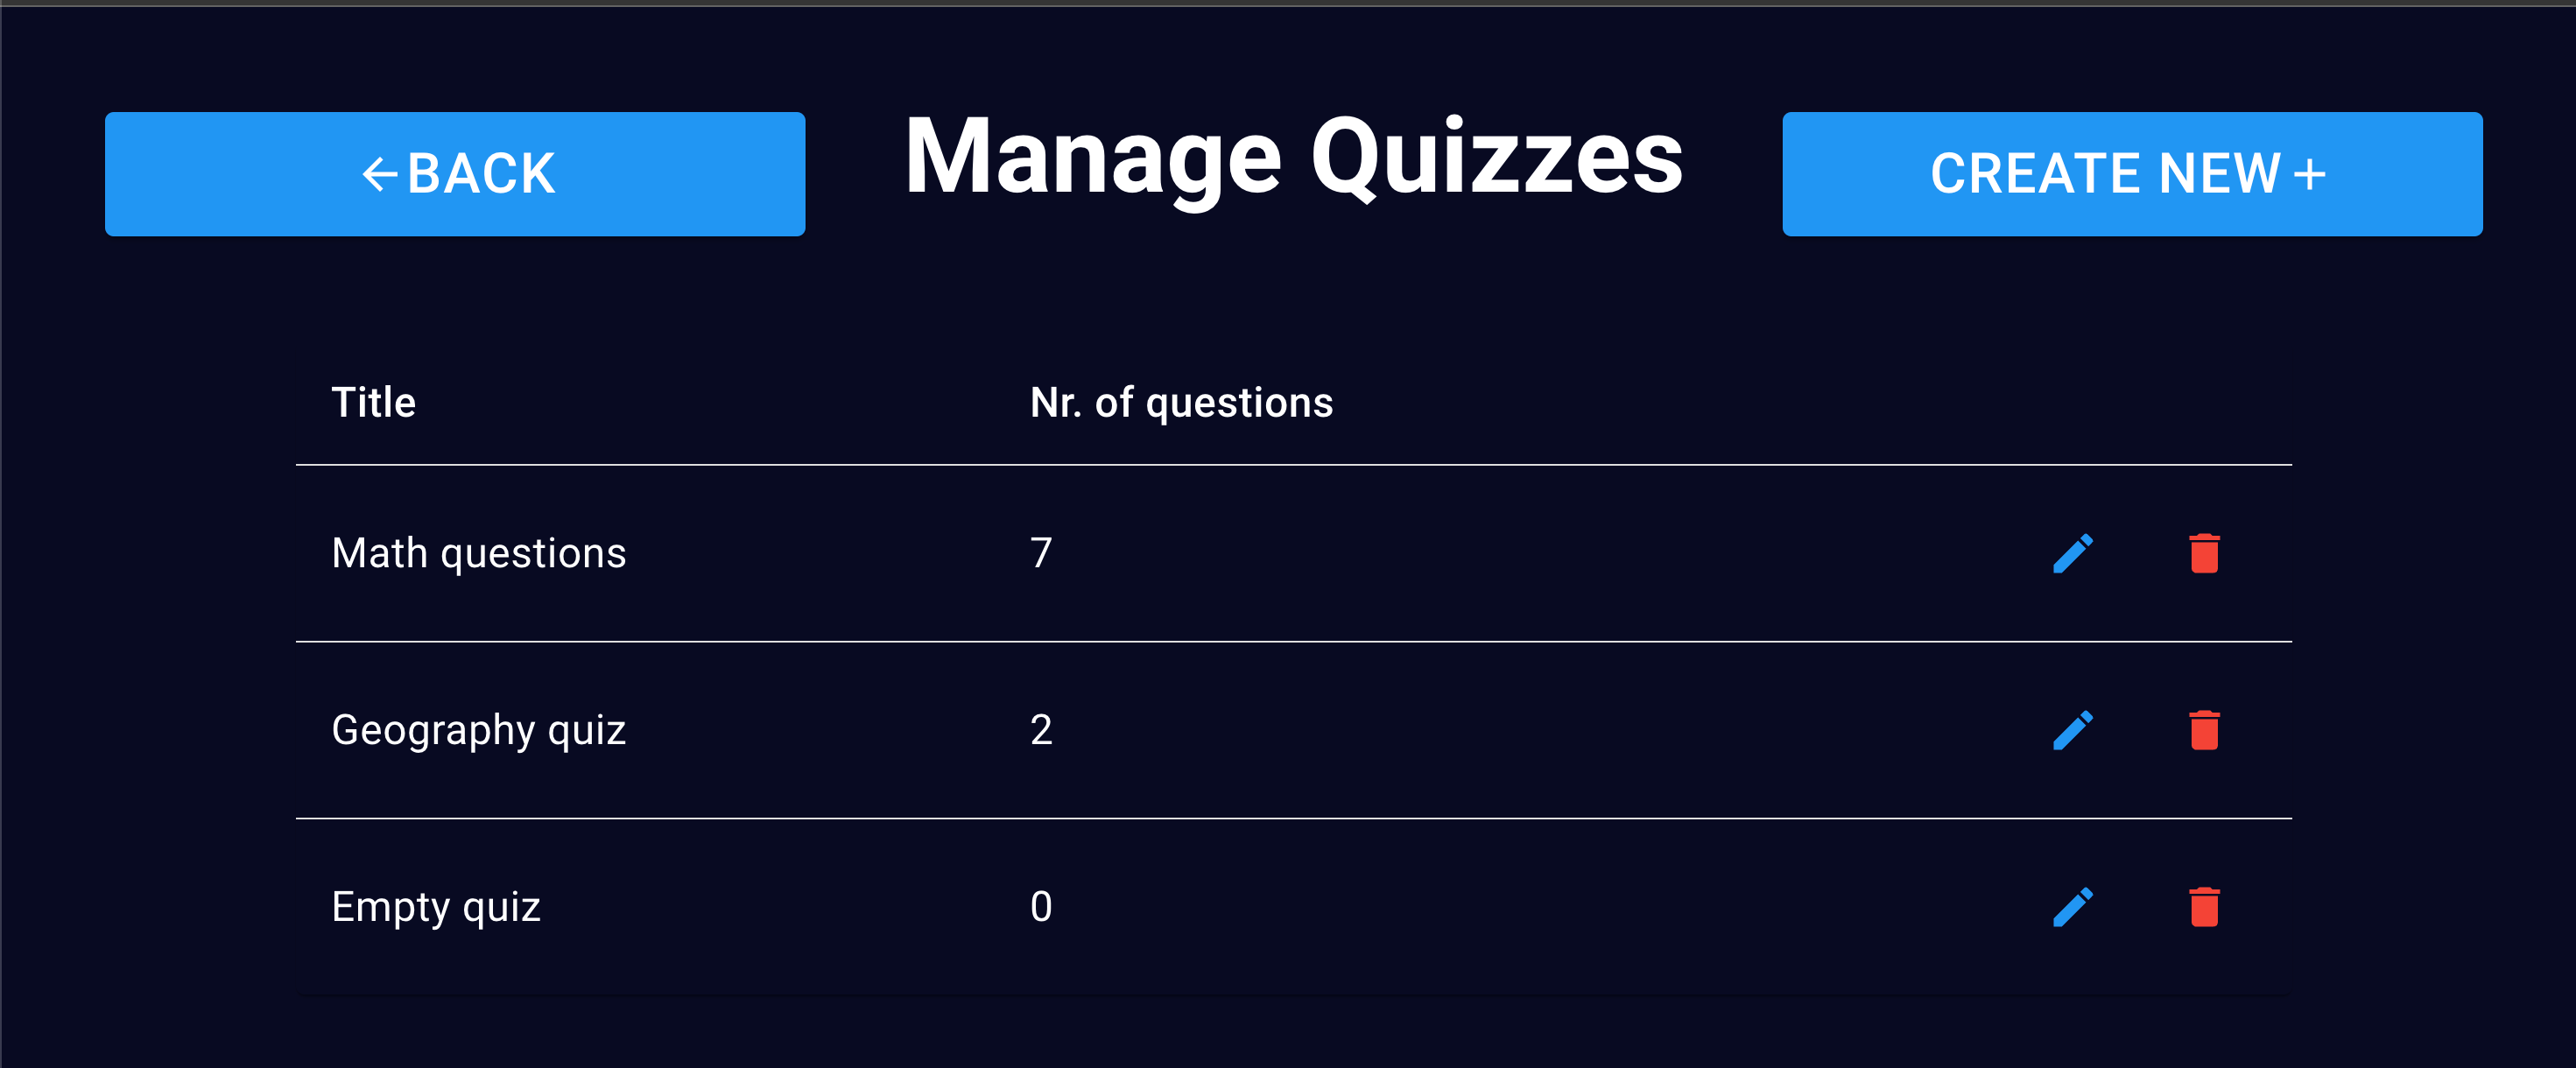 BACK
Manage Quizzes
CREATE NEW+
Title Nr. of questions
Math questions 7
Geography quiz 2
Empty quiz 0